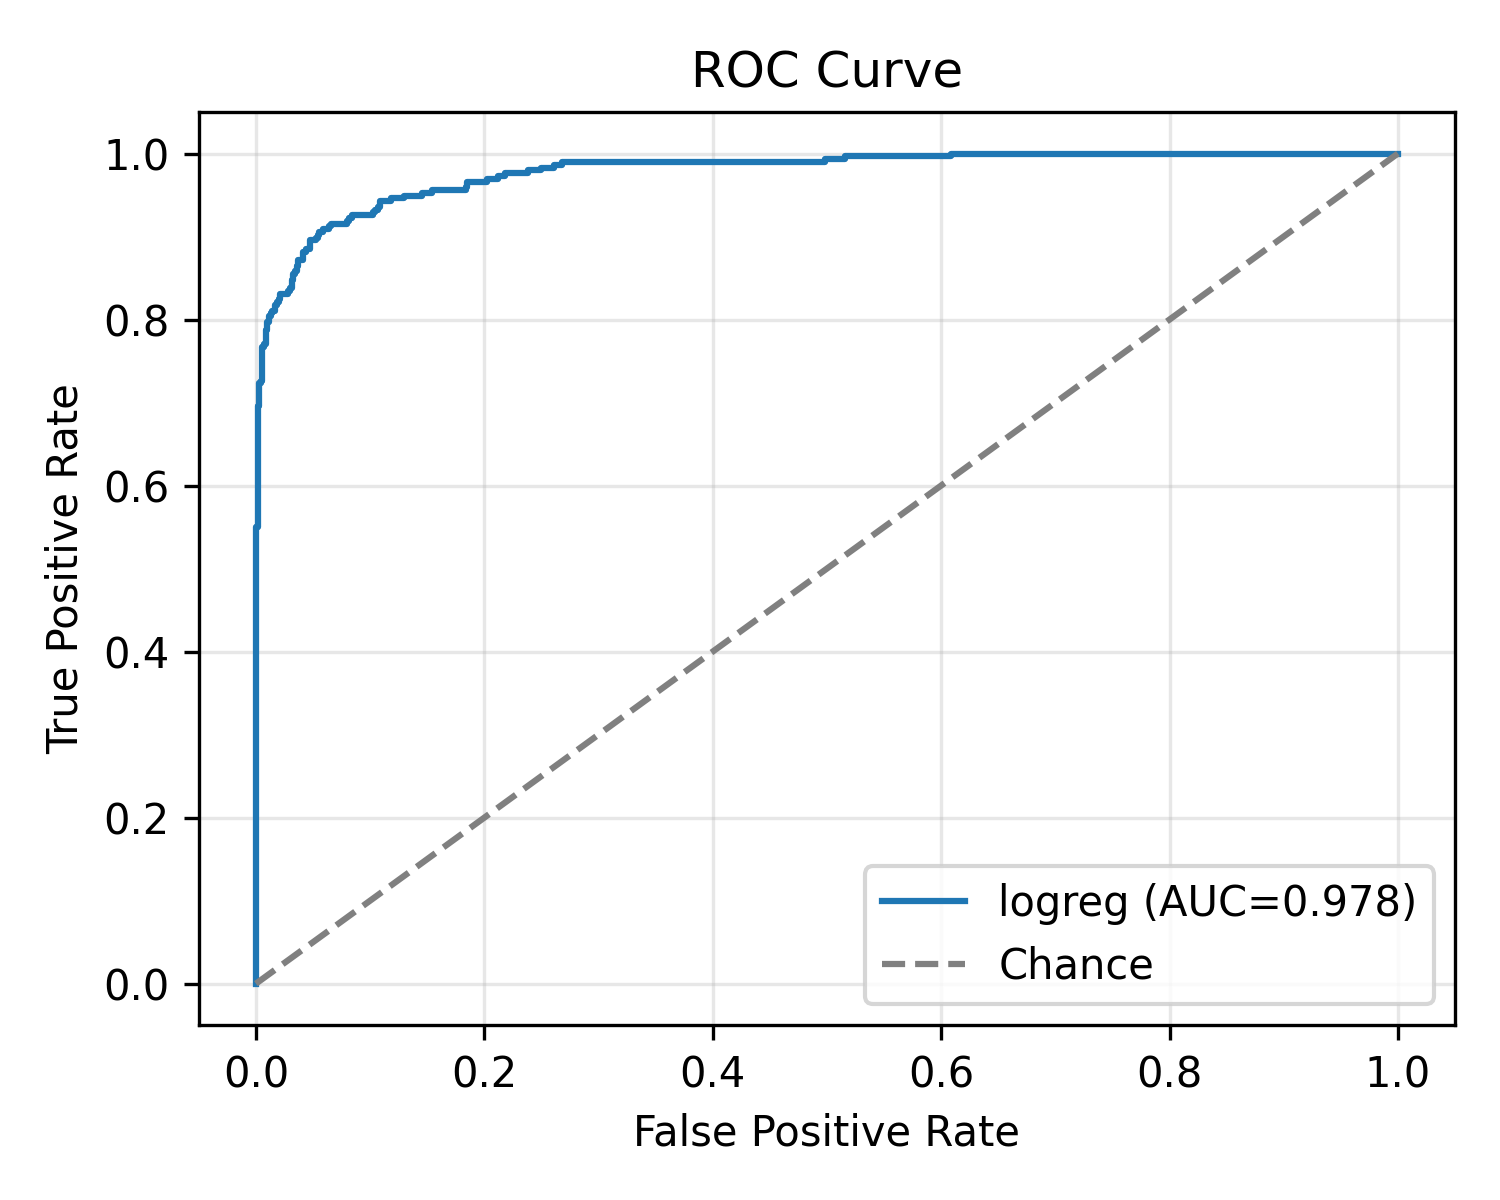 ROC Curve
1.0
0.8
0.6
0.4
0.2
0.0
True Positive Rate
0.0 0.2 0.4 0.6 0.8 1.0
False Positive Rate
logreg (AUC=0.978)
Chance